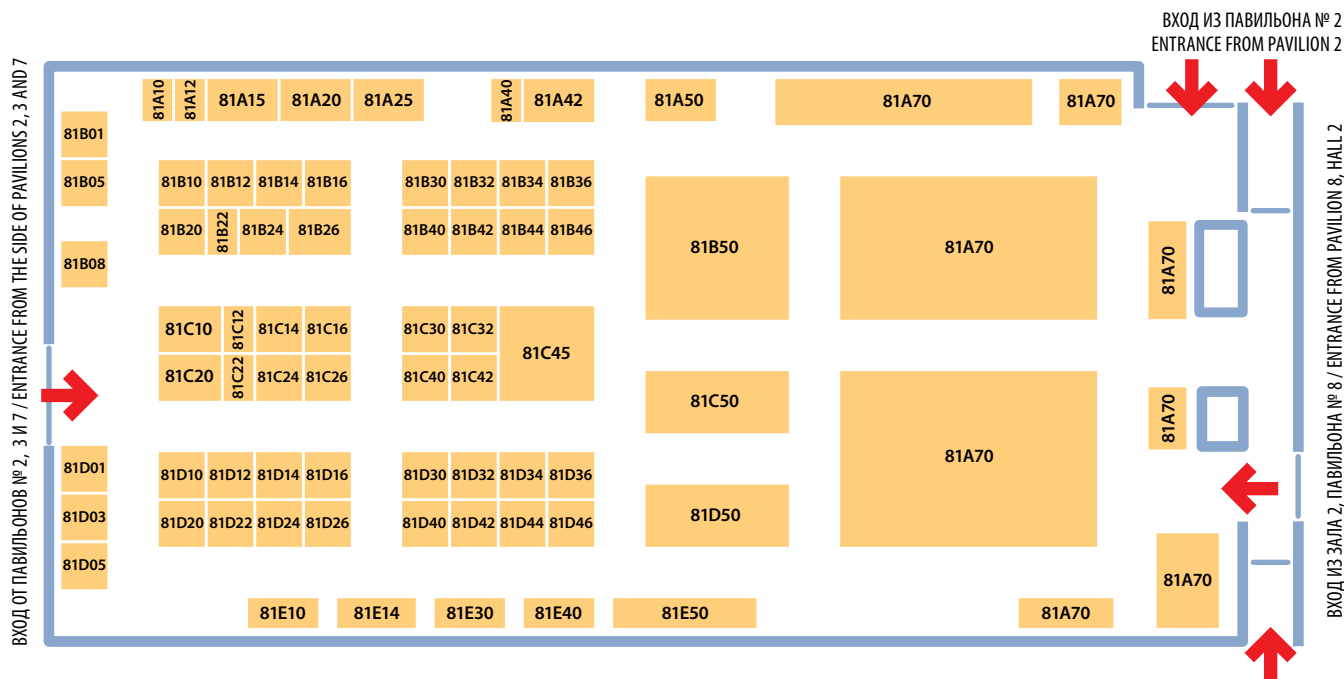 ВХОД ИЗ ПАВИЛЬОНА № 2
ENTRANCE FROM PAVILION 2
ВХОД ОТ ПАВИЛЬОНОВ № 2, 3 И 7 / ENTRANCE FROM THE SIDE OF PAVILIONS 2, 3 AND 7
81A10 81A12 81A15 81A20 81A25 81A40 81A42 81A50 81A70 81A70
81B01
81B05 81B10 81B12 81B14 81B16 81B30 81B32 81B34 81B36
81B20 81B22 81B24 81B26 81B40 81B42 81B44 81B46 81B50 81A70
81B08 81A70
81C10 81C12 81C14 81C16 81C30 81C32 81C45
81C20 81C22 81C24 81C26 81C40 81C42 81C50 81A70
81D01 81D10 81D12 81D14 81D16 81D30 81D32 81D34 81D36 81A70
81D03 81D20 81D22 81D24 81D26 81D40 81D42 81D44 81D46 81D50
81D05 81A70
81E10 81E14 81E30 81E40 81E50 81A70
ВХОД ИЗ ЗАЛА 2, ПАВИЛЬОНА № 8 / ENTRANCE FROM PAVILION 8, HALL 2